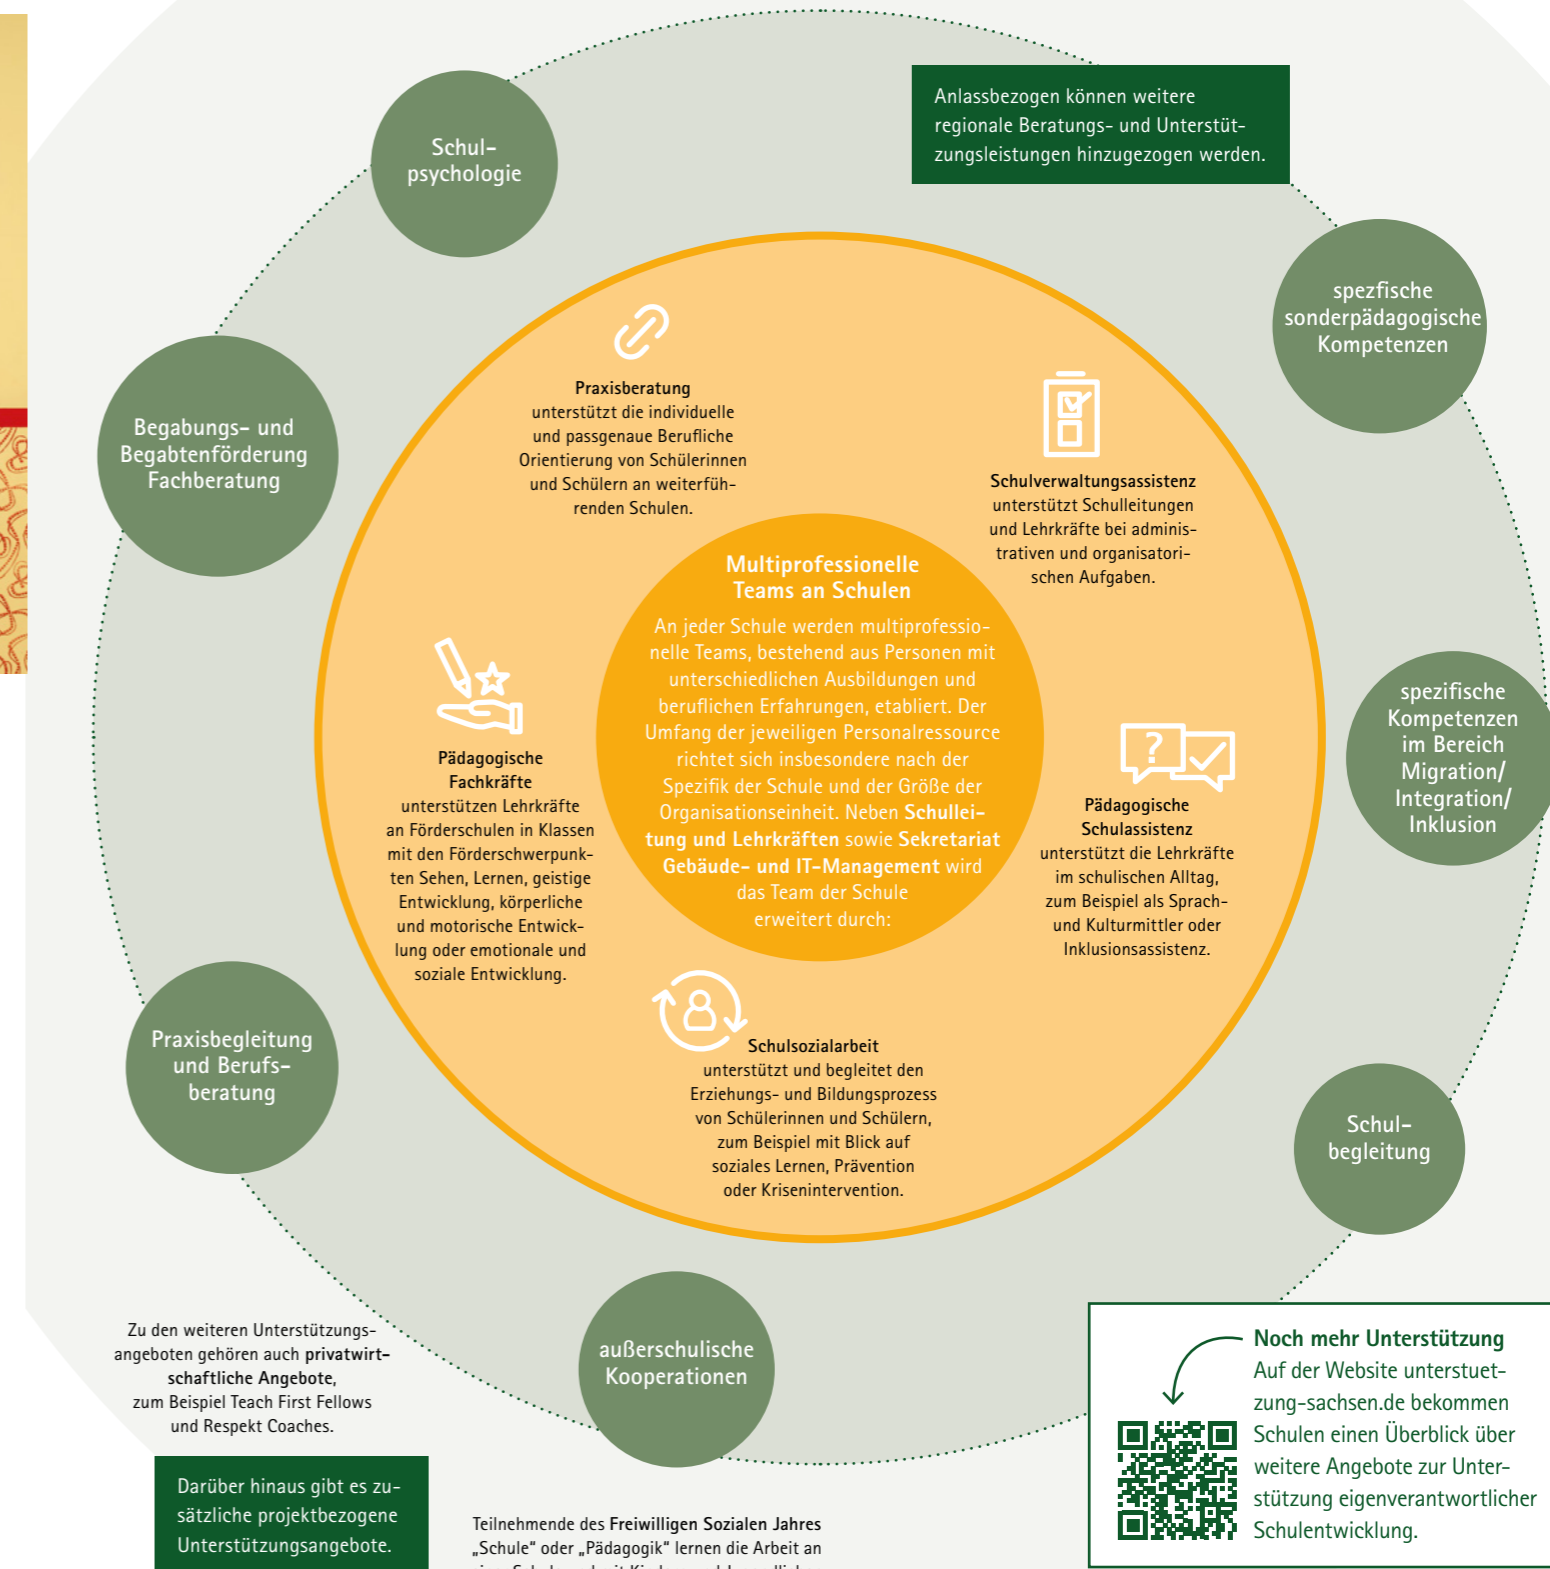 Schul-
psychologie
Anlassbezogen können weitere
regionale Beratungs- und Unterstüt-
zungsleistungen hinzugezogen werden.
spezfische
sonderpädagogische
Kompetenzen
Begabungs- und
Begabtenförderung
Fachberatung
Praxisberatung
unterstützt die individuelle
und passgenaue Berufliche
Orientierung von Schülerinnen
und Schülern an weiterfüh-
renden Schulen.
Schulverwaltungsassistenz
unterstützt Schulleitungen
und Lehrkräfte bei adminis-
trativen und organisatori-
schen Aufgaben.
Multiprofessionelle
Teams an Schulen
An jeder Schule werden multiprofessio-
nelle Teams, bestehend aus Personen mit
unterschiedlichen Ausbildungen und
beruflichen Erfahrungen, etabliert. Der
Umfang der jeweiligen Personalressource
richtet sich insbesondere nach der
Spezifik der Schule und der Größe der
Organisationseinheit. Neben Schullei-
tung und Lehrkräften sowie Sekretariat
Gebäude- und IT-Management wird
das Team der Schule
erweitert durch:
Pädagogische
Fachkräfte
unterstützen Lehrkräfte
an Förderschulen in Klassen
mit den Förderschwerpunk-
ten Sehen, Lernen, geistige
Entwicklung, körperliche
und motorische Entwick-
lung oder emotionale und
soziale Entwicklung.
?
Pädagogische
Schulassistenz
unterstützt die Lehrkräfte
im schulischen Alltag,
zum Beispiel als Sprach-
und Kulturmittler oder
Inklusionsassistenz.
spezifische
Kompetenzen
im Bereich
Migration/
Integration/
Inklusion
Schulsozialarbeit
unterstützt und begleitet den
Erziehungs- und Bildungsprozess
von Schülerinnen und Schülern,
zum Beispiel mit Blick auf
soziales Lernen, Prävention
oder Krisenintervention.
Praxisbegleitung
und Berufs-
beratung
Schul-
begleitung
außerschulische
Kooperationen
Zu den weiteren Unterstützungs-
angeboten gehören auch privatwirt-
schaftliche Angebote,
zum Beispiel Teach First Fellows
und Respekt Coaches.
Darüber hinaus gibt es zu-
sätzliche projektbezogene
Unterstützungsangebote.
Teilnehmende des Freiwilligen Sozialen Jahres
„Schule“ oder „Pädagogik“ lernen die Arbeit an
Noch mehr Unterstützung
Auf der Website unterstuet-
zung-sachsen.de bekommen
Schulen einen Überblick über
weitere Angebote zur Unter-
stützung eigenverantwortlicher
Schulentwicklung.